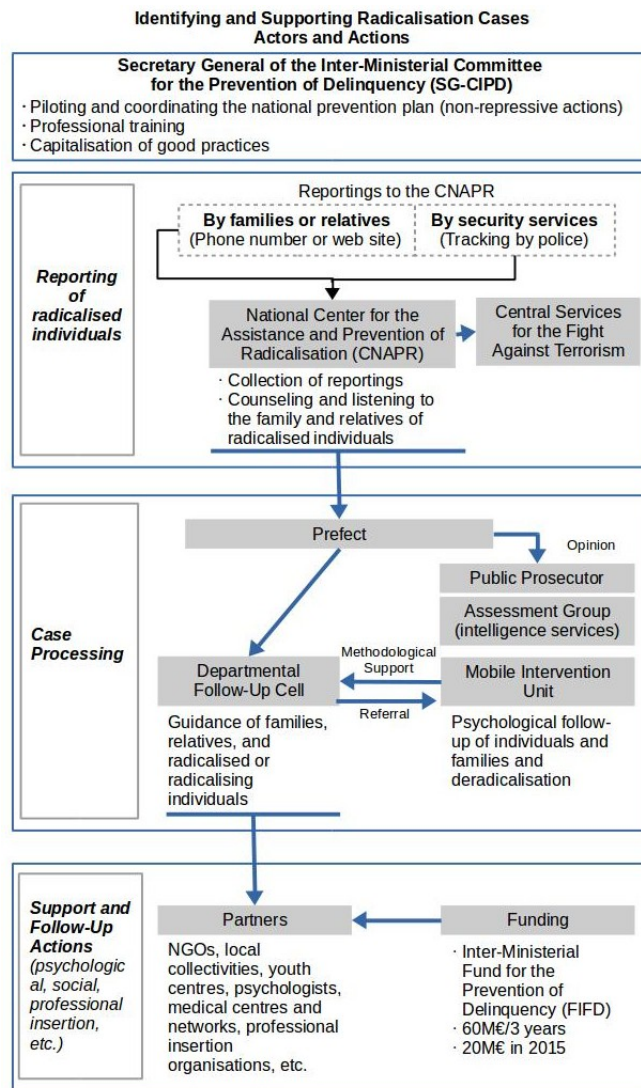 Identifying and Supporting Radicalisation Cases
Actors and Actions
Secretary General of the Inter-Ministerial Committee
for the Prevention of Delinquency (SG-CIPD)
· Piloting and coordinating the national prevention plan (non-repressive actions)
· Professional training
· Capitalisation of good practices
Reporting
of
radicalised
individuals
Reportings to the CNAPR
By families or relatives
(Phone number or web site)
By security services
(Tracking by police)
National Center for the
Assistance and Prevention of
Radicalisation (CNAPR)
Central Services
for the Fight
Against Terrorism
· Collection of reportings
· Counseling and listening to
the family and relatives of
radicalised individuals
Case
Processing
Prefect
Opinion
Public Prosecutor
Assessment Group
(intelligence services)
Departmental
Follow-Up Cell
Methodological
Support
Referral
Mobile Intervention
Unit
Guidance of families,
relatives, and
radicalised or
radicalising
individuals
Psychological follow-
up of individuals and
families and
deradicalisation
Support and
Follow-Up
Actions
(psychologic
al, social,
professional
insertion,
etc.)
Partners
NGOs, local
collectivities, youth
centres, psychologists,
medical centres and
networks, professional
insertion
organisations, etc.
Funding
· Inter-Ministerial
Fund for the
Prevention of
Delinquency (FIFD)
· 60M€/3 years
· 20M€ in 2015